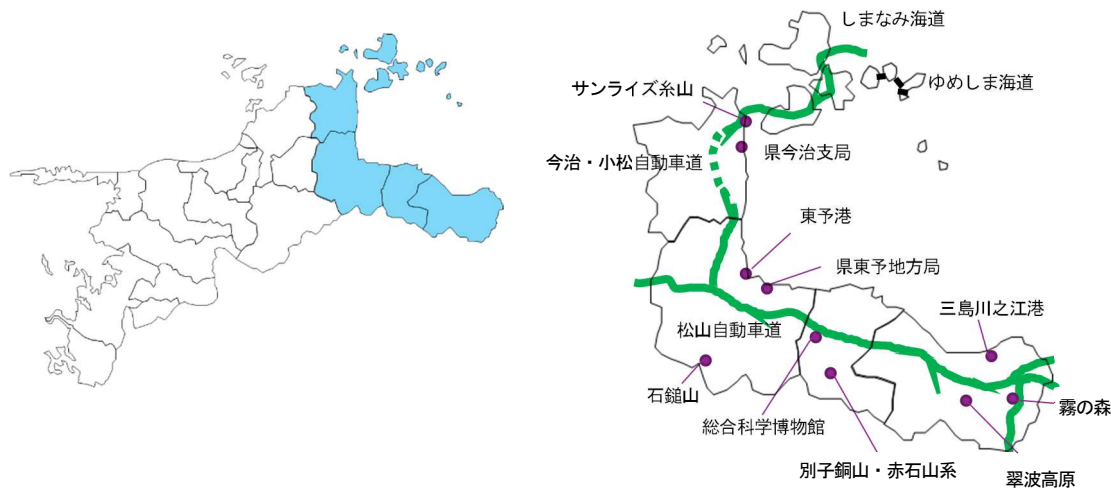 しまなみ海道
ゆめしま海道
サンライズ糸山
県今治支局
今治・小松自動車道
東予港
県東予地方局
三島川之江港
松山自動車道
石鎚山
霧の森
総合科学博物館
別子銅山・赤石山系
翠波高原